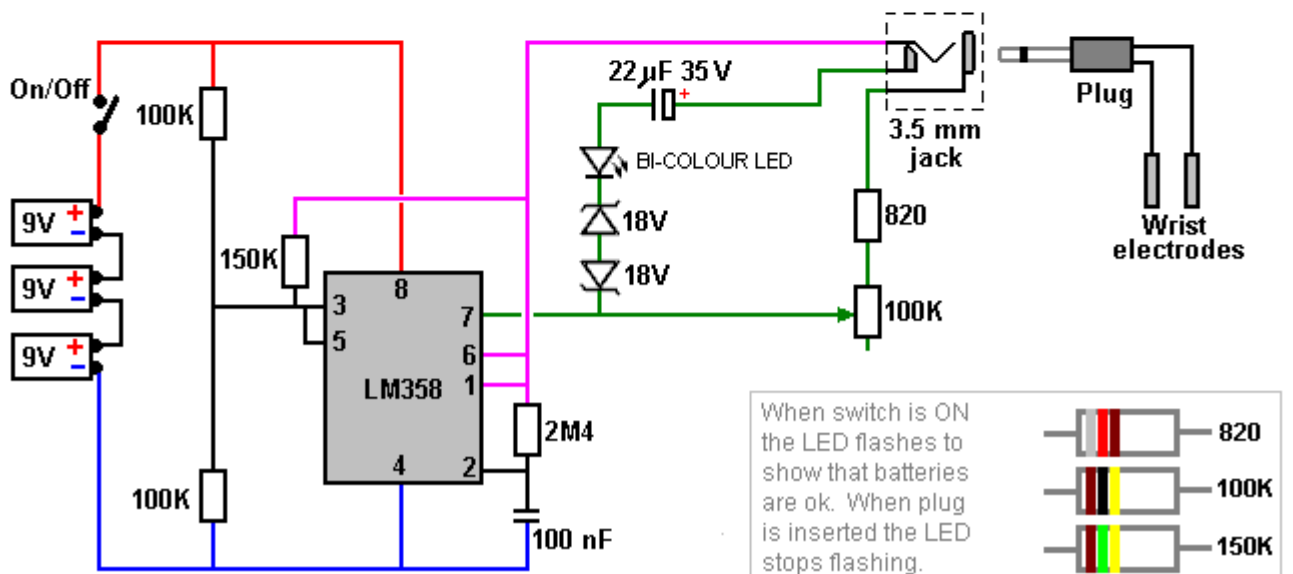 On/Off
100K
22 µF 35 V
+
BI-COLOUR LED
3.5 mm
jack
Plug
Wrist
electrodes
9V + −
9V + −
9V + −
150K
18V
18V
820
100K
3
5
8
7
6
1
2
4
LM358
2M4
100K
100 nF
When switch is ON
the LED flashes to
show that batteries
are ok. When plug
is inserted the LED
stops flashing.
820
100K
150K